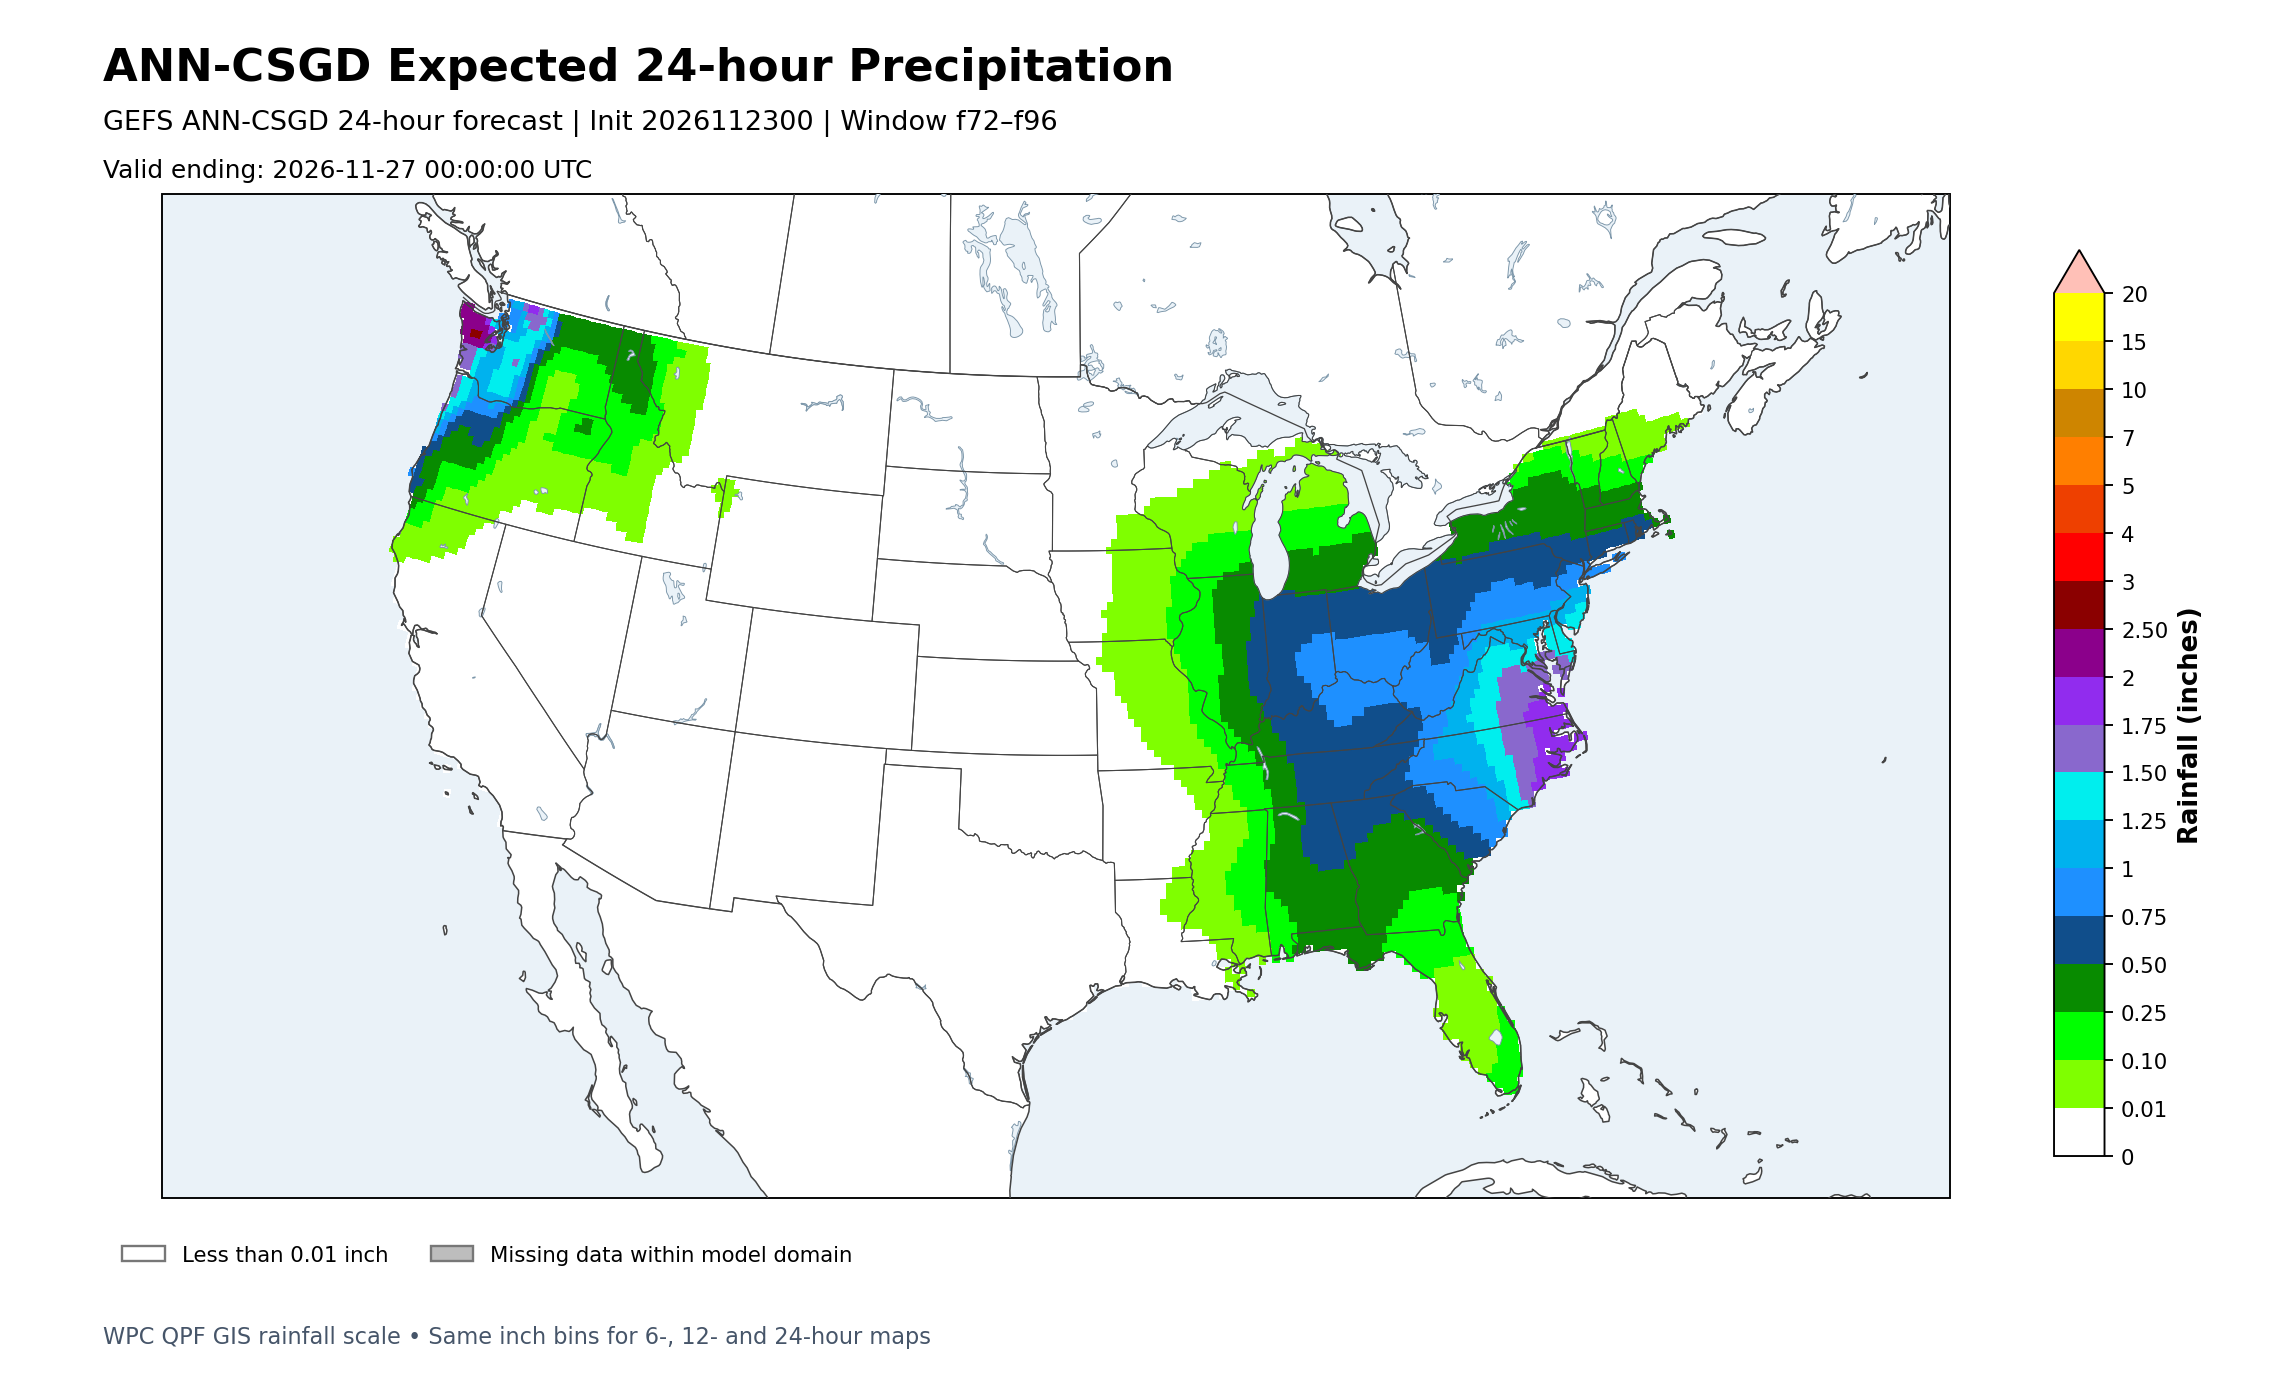 ANN-CSGD Expected 24-hour Precipitation
GEFS ANN-CSGD 24-hour forecast | Init 2026112300 | Window f72–f96
Valid ending: 2026-11-27 00:00:00 UTC
20
15
10
7
5
4
3
2.50
2
1.75
1.50
1.25
1
0.75
0.50
0.25
0.10
0.01
0
Rainfall (inches)
Less than 0.01 inch
Missing data within model domain
WPC QPF GIS rainfall scale • Same inch bins for 6-, 12- and 24-hour maps